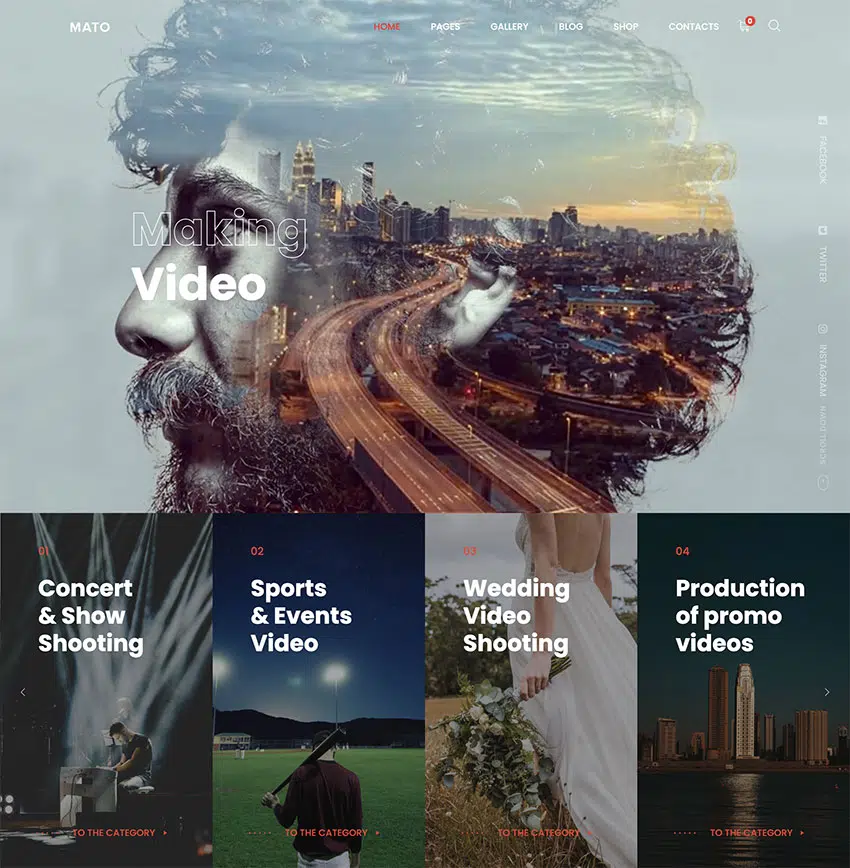 MATO
HOME PAGES GALLERY BLOG SHOP CONTACTS 0
FACEBOOK
TWITTER
INSTAGRAM
SCROLL DOWN
Making
Video
01
Concert
& Show
Shooting
TO THE CATEGORY
02
Sports
& Events
Video
TO THE CATEGORY
03
Wedding
Video
Shooting
TO THE CATEGORY
04
Production
of promo
videos
TO THE CATEGORY